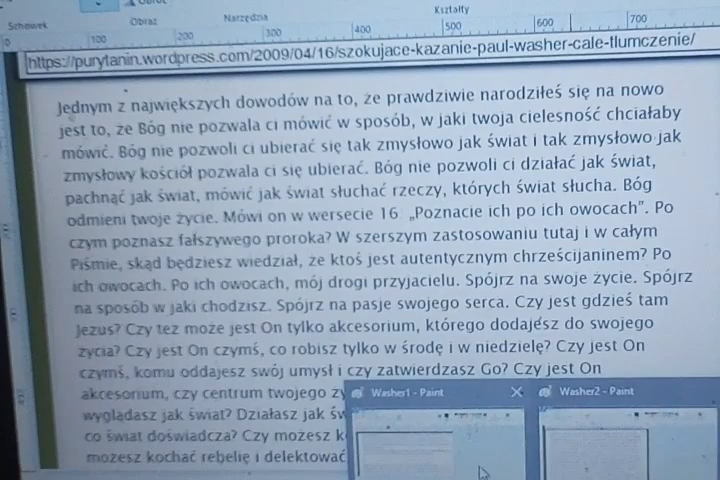 Schowek
Obraz
Narzędzia
Kształty
0
100
200
300
400
500
600
700
https://purytanin.wordpress.com/2009/04/16/szokujace-kazanie-paul-washer-cale-tlumczenie/
Jednym z największych dowodów na to, że prawdziwie narodziłeś się na nowo
jest to, że Bóg nie pozwala ci mówić w sposób, w jaki twoja cielesność chciałaby
mówić. Bóg nie pozwoli ci ubierać się tak zmysłowo jak świat i tak zmysłowo jak
zmysłowy kościół pozwala ci się ubierać. Bóg nie pozwoli ci działać jak świat,
pachnąć jak świat, mówić jak świat słuchać rzeczy, których świat słucha. Bóg
odmieni twoje życie. Mówi on w wersecie 16 „Poznacie ich po ich owocach”. Po
czym poznasz fałszywego proroka? W szerszym zastosowaniu tutaj i w całym
Piśmie, skąd będziesz wiedział, że ktoś jest autentycznym chrześcijaninem? Po
ich owocach. Po ich owocach, mój drogi przyjacielu. Spójrz na swoje życie. Spójrz
na sposób w jaki chodzisz. Spójrz na pasje swojego serca. Czy jest gdzieś tam
Jezus? Czy też może jest On tylko akcesorium, którego dodajesz do swojego
życia? Czy jest On czymś, co robisz tylko w środę i w niedzielę? Czy jest On
czymś, komu oddajesz swój umysł i czy zatwierdzasz Go? Czy jest On
akcesorium, czy centrum twojego ży
wyglądasz jak świat? Działasz jak św
co świat doświadcza? Czy możesz k
możesz kochać rebelię i delektować
Washer1 - Paint
Washer2 - Paint